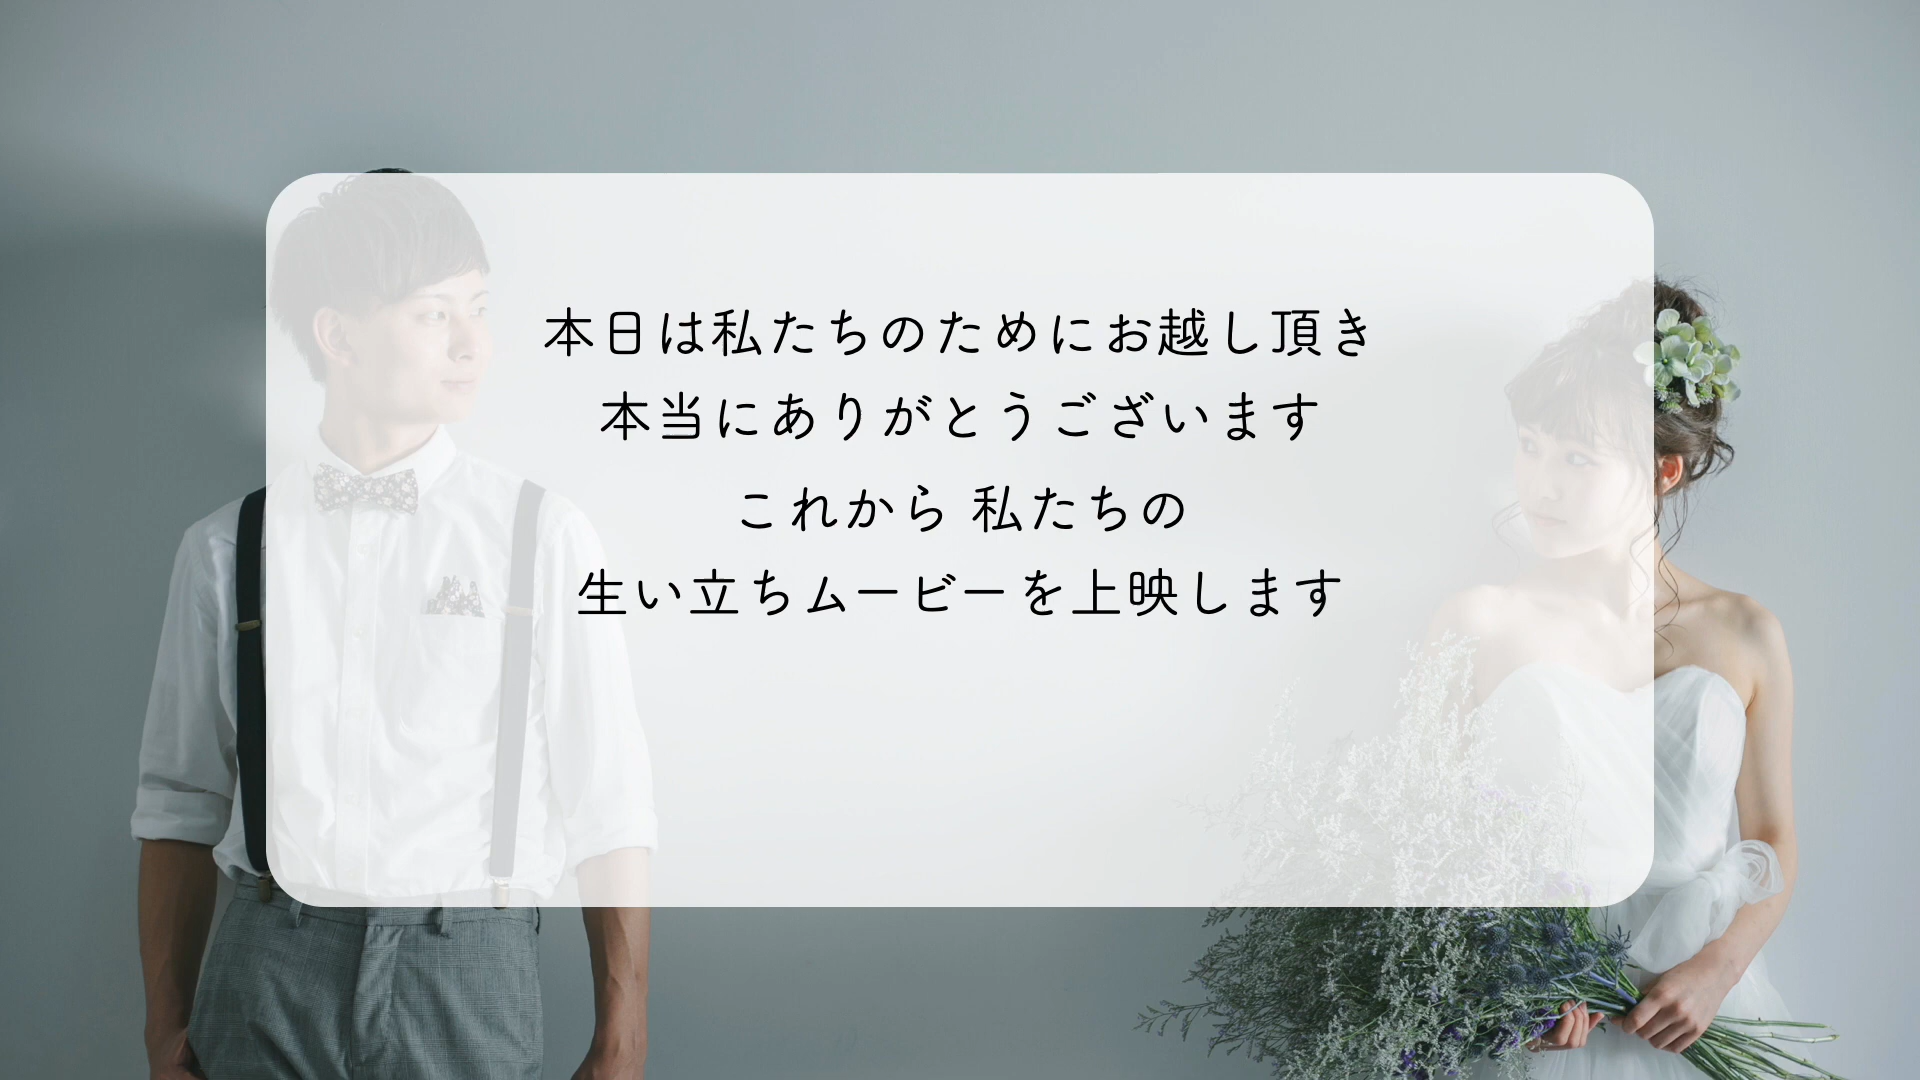 本日は私たちのためにお越し頂き
本当にありがとうございます
これから 私たちの
生い立ちムービーを上映します